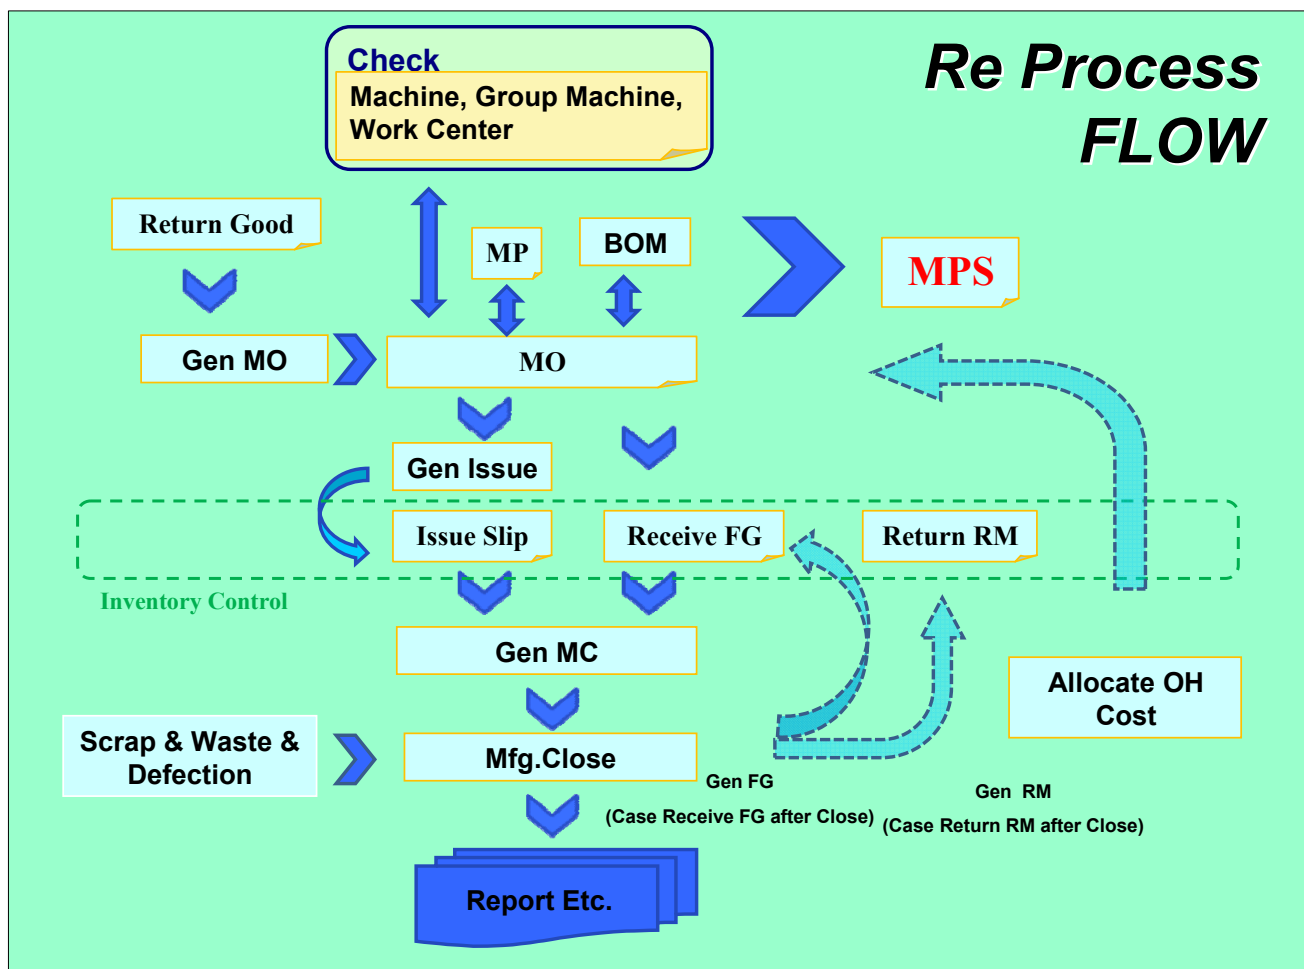 Re Process
FLOW
Check
Machine, Group Machine,
Work Center
Return Good
MP
BOM
MPS
Gen MO
MO
Gen Issue
Issue Slip
Receive FG
Return RM
Inventory Control
Gen MC
Allocate OH
Cost
Scrap & Waste &
Defection
Mfg.Close
Gen FG
(Case Receive FG after Close)
Gen RM
(Case Return RM after Close)
Report Etc.